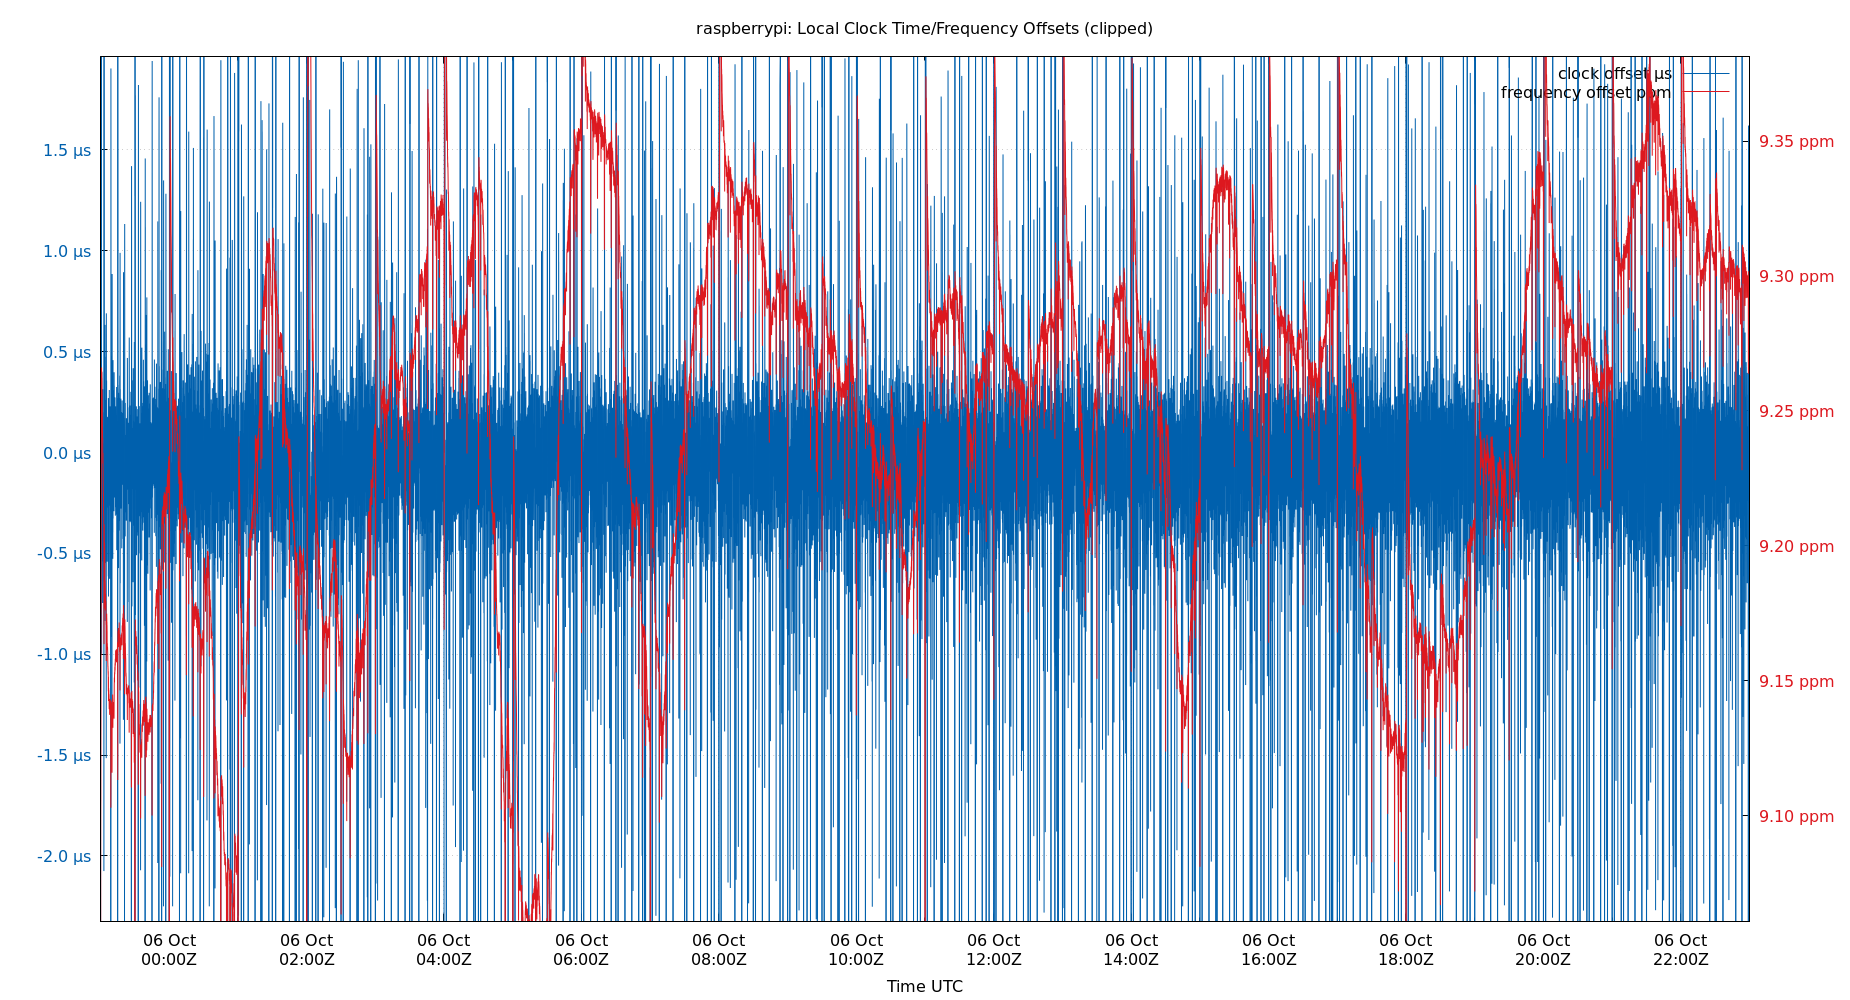 raspberrypi: Local Clock Time/Frequency Offsets (clipped)
clock offset µs
frequency offset ppm
1.5 µs
1.0 µs
0.5 µs
0.0 µs
-0.5 µs
-1.0 µs
-1.5 µs
-2.0 µs
9.35 ppm
9.30 ppm
9.25 ppm
9.20 ppm
9.15 ppm
9.10 ppm
06 Oct 06 Oct 06 Oct 06 Oct 06 Oct 06 Oct 06 Oct 06 Oct 06 Oct 06 Oct 06 Oct 06 Oct
00:00Z 02:00Z 04:00Z 06:00Z 08:00Z 10:00Z 12:00Z 14:00Z 16:00Z 18:00Z 20:00Z 22:00Z
Time UTC